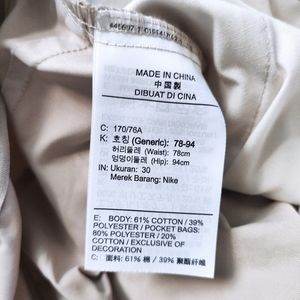 MADE IN CHINA
中国製
DIBUAT DI CINA
C: 170/76A
K: 호칭 (Generic): 78-94
허리둘레 (Waist): 78cm
엉덩이둘레 (Hip): 94cm
IN: Ukuran: 30
Merek Barang: Nike
E: BODY: 61% COTTON / 39%
POLYESTER / POCKET BAGS:
80% POLYESTER / 20%
COTTON / EXCLUSIVE OF
DECORATION
C: 面料: 61% 棉 / 39% 聚酯纤维